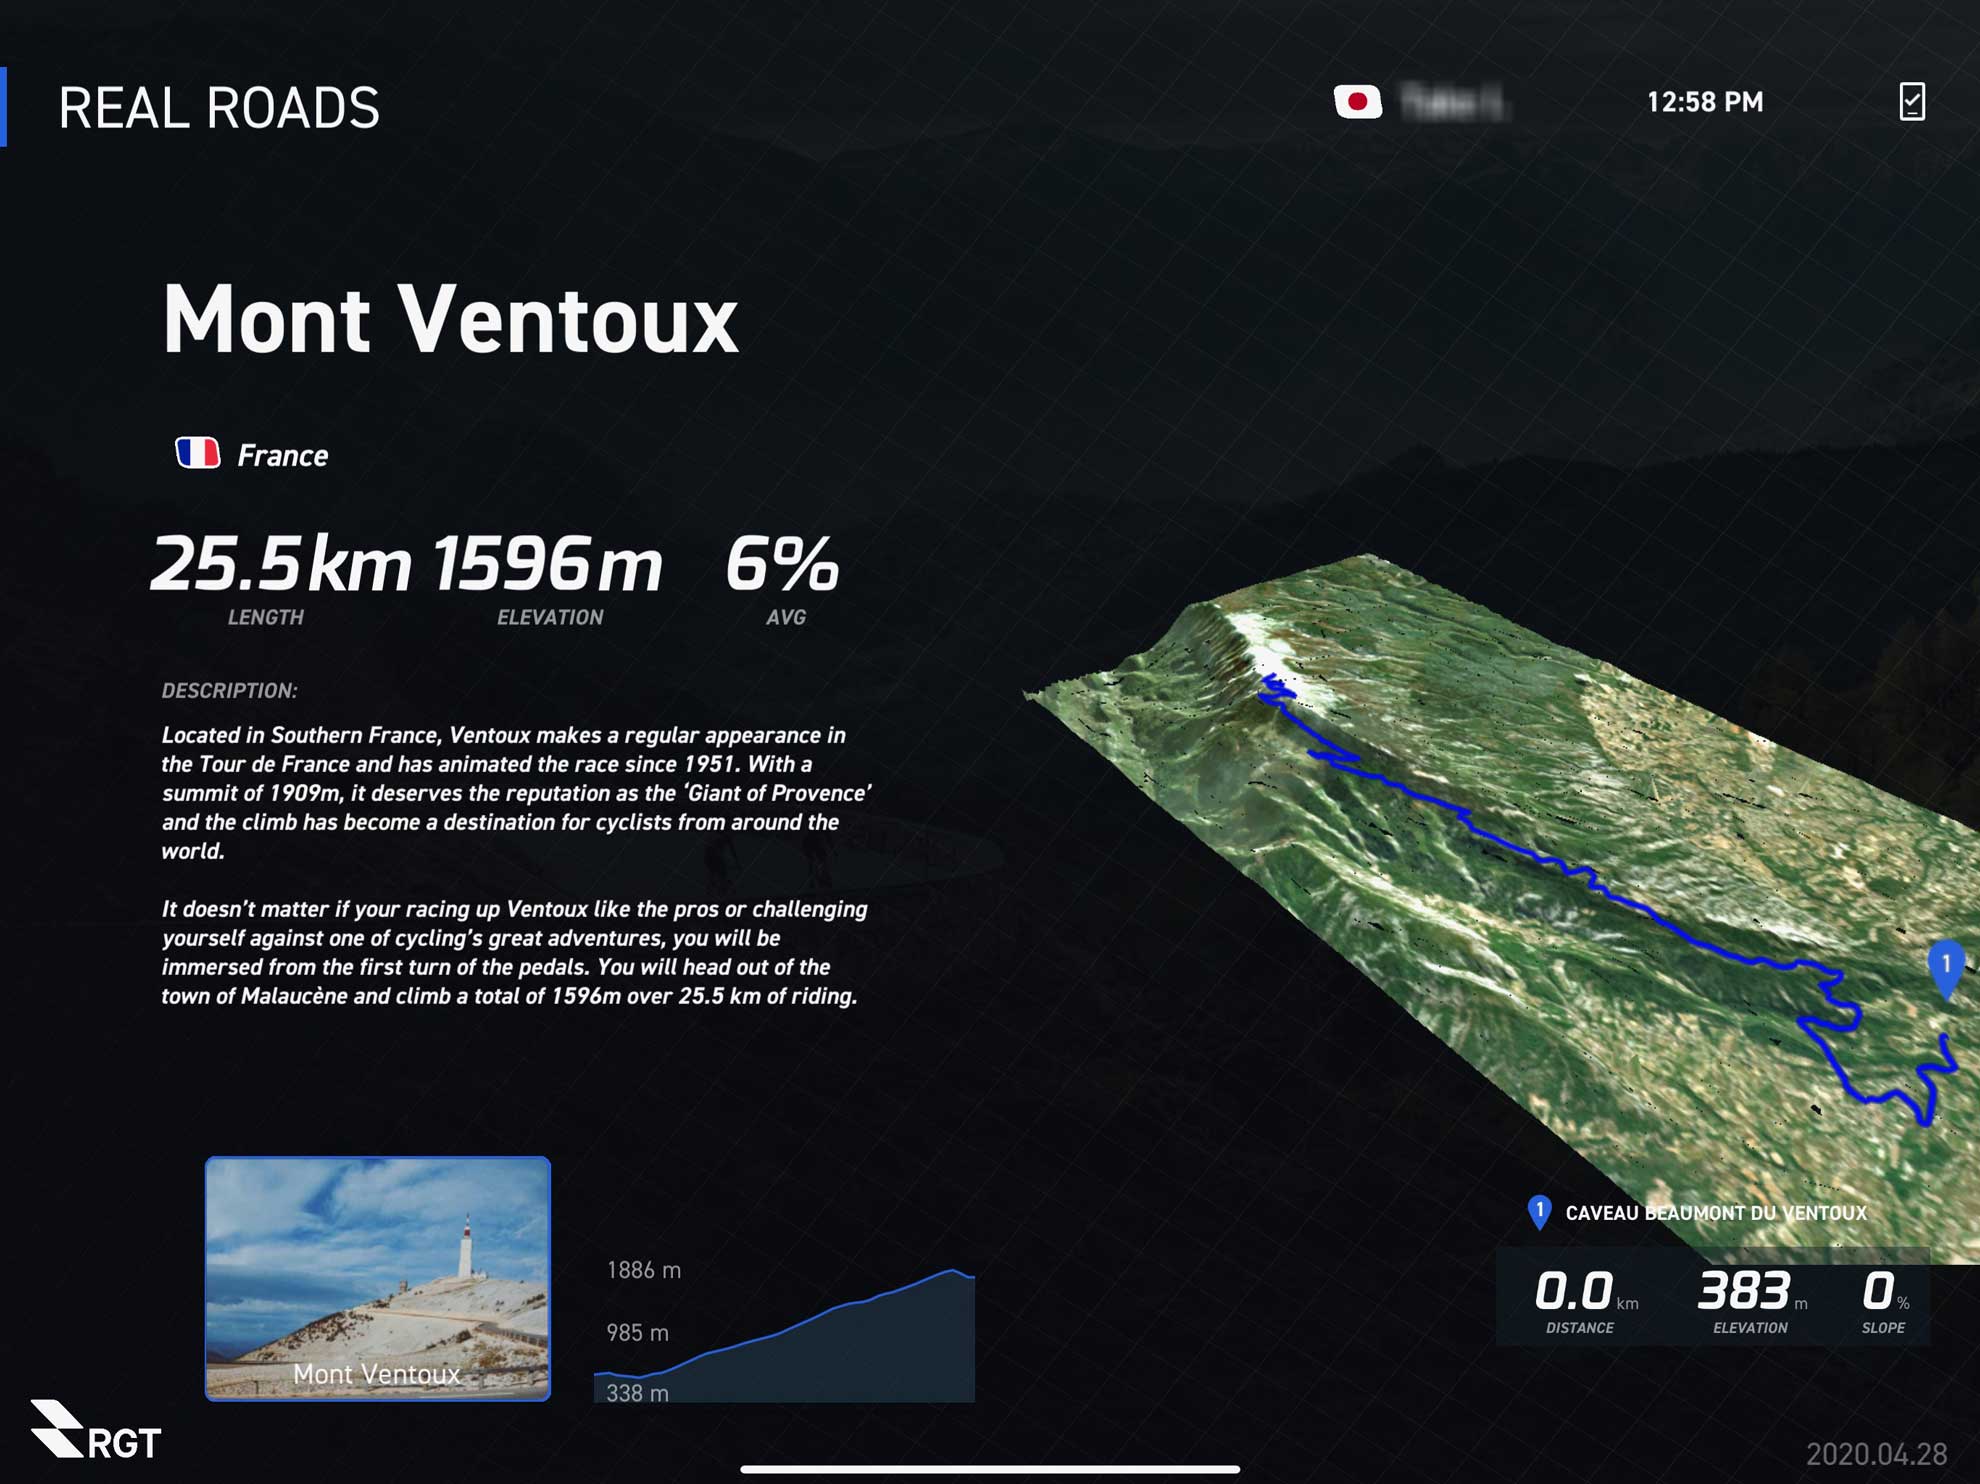 REAL ROADS
12:58 PM
Mont Ventoux
France
25.5 km 1596 m 6%
LENGTH ELEVATION AVG
DESCRIPTION:
Located in Southern France, Ventoux makes a regular appearance in
the Tour de France and has animated the race since 1951. With a
summit of 1909m, it deserves the reputation as the ‘Giant of Provence’
and the climb has become a destination for cyclists from around the
world.
It doesn’t matter if your racing up Ventoux like the pros or challenging
yourself against one of cycling’s great adventures, you will be
immersed from the first turn of the pedals. You will head out of the
town of Malaucène and climb a total of 1596m over 25.5 km of riding.
1
1 CAVEAU BEAUMONT DU VENTOUX
0.0 km 383 m 0 %
DISTANCE ELEVATION SLOPE
Mont Ventoux
1886 m
985 m
338 m
RGT
2020.04.28